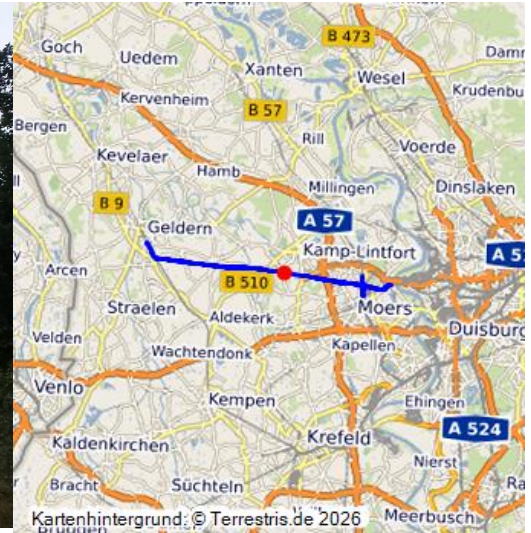 Goch
Uedem
B 473
Damm
Xanten
Wesel
Krudenbu
Kervenheim
B 57
Bergen
Rill
Voerde
Kevelaer
Hamb
Millingen
Dinslaken
B 9
A 57
Geldern
Kamp-Lintfort
Arcen
B 510
Moers
Straelen
Aldekerk
Duisburg
Velden
Kapellen
Wachtendonk
Venlo
Kempen
Ehingen
A 524
Krefeld
Kaldenkirchen
Nierst
Bracht
Süchteln
Kartenhintergrund: © Terrestris.de 2026
Meerbusch